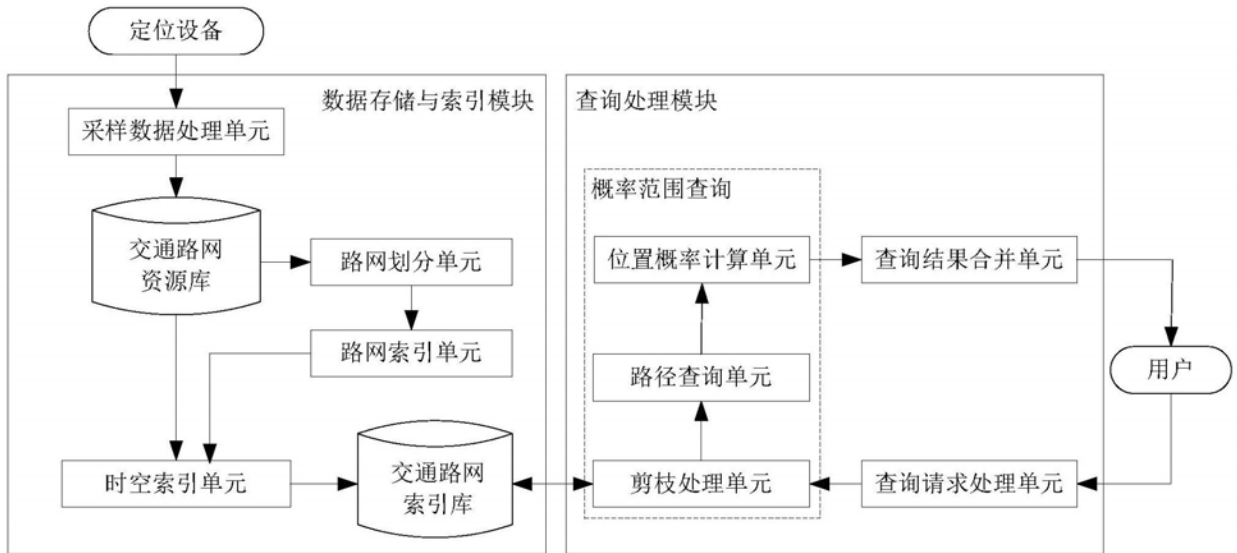 定位设备
数据存储与索引模块
采样数据处理单元
交通路网
资源库
路网划分单元
路网索引单元
时空索引单元
交通路网
索引库
查询处理模块
概率范围查询
位置概率计算单元
查询结果合并单元
路径查询单元
用户
剪枝处理单元
查询请求处理单元